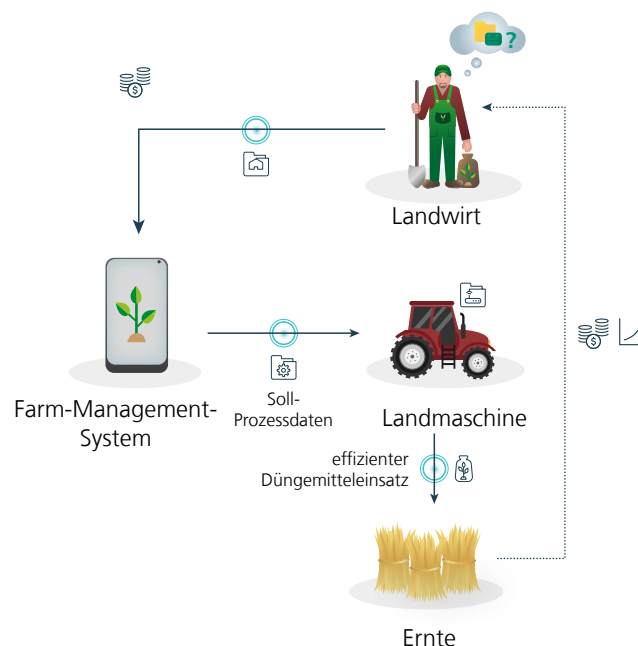 ?
Landwirt
Farm-Management-
System
Soll-
Prozessdaten
Landmaschine
effizienter
Düngemitteleinsatz
Ernte